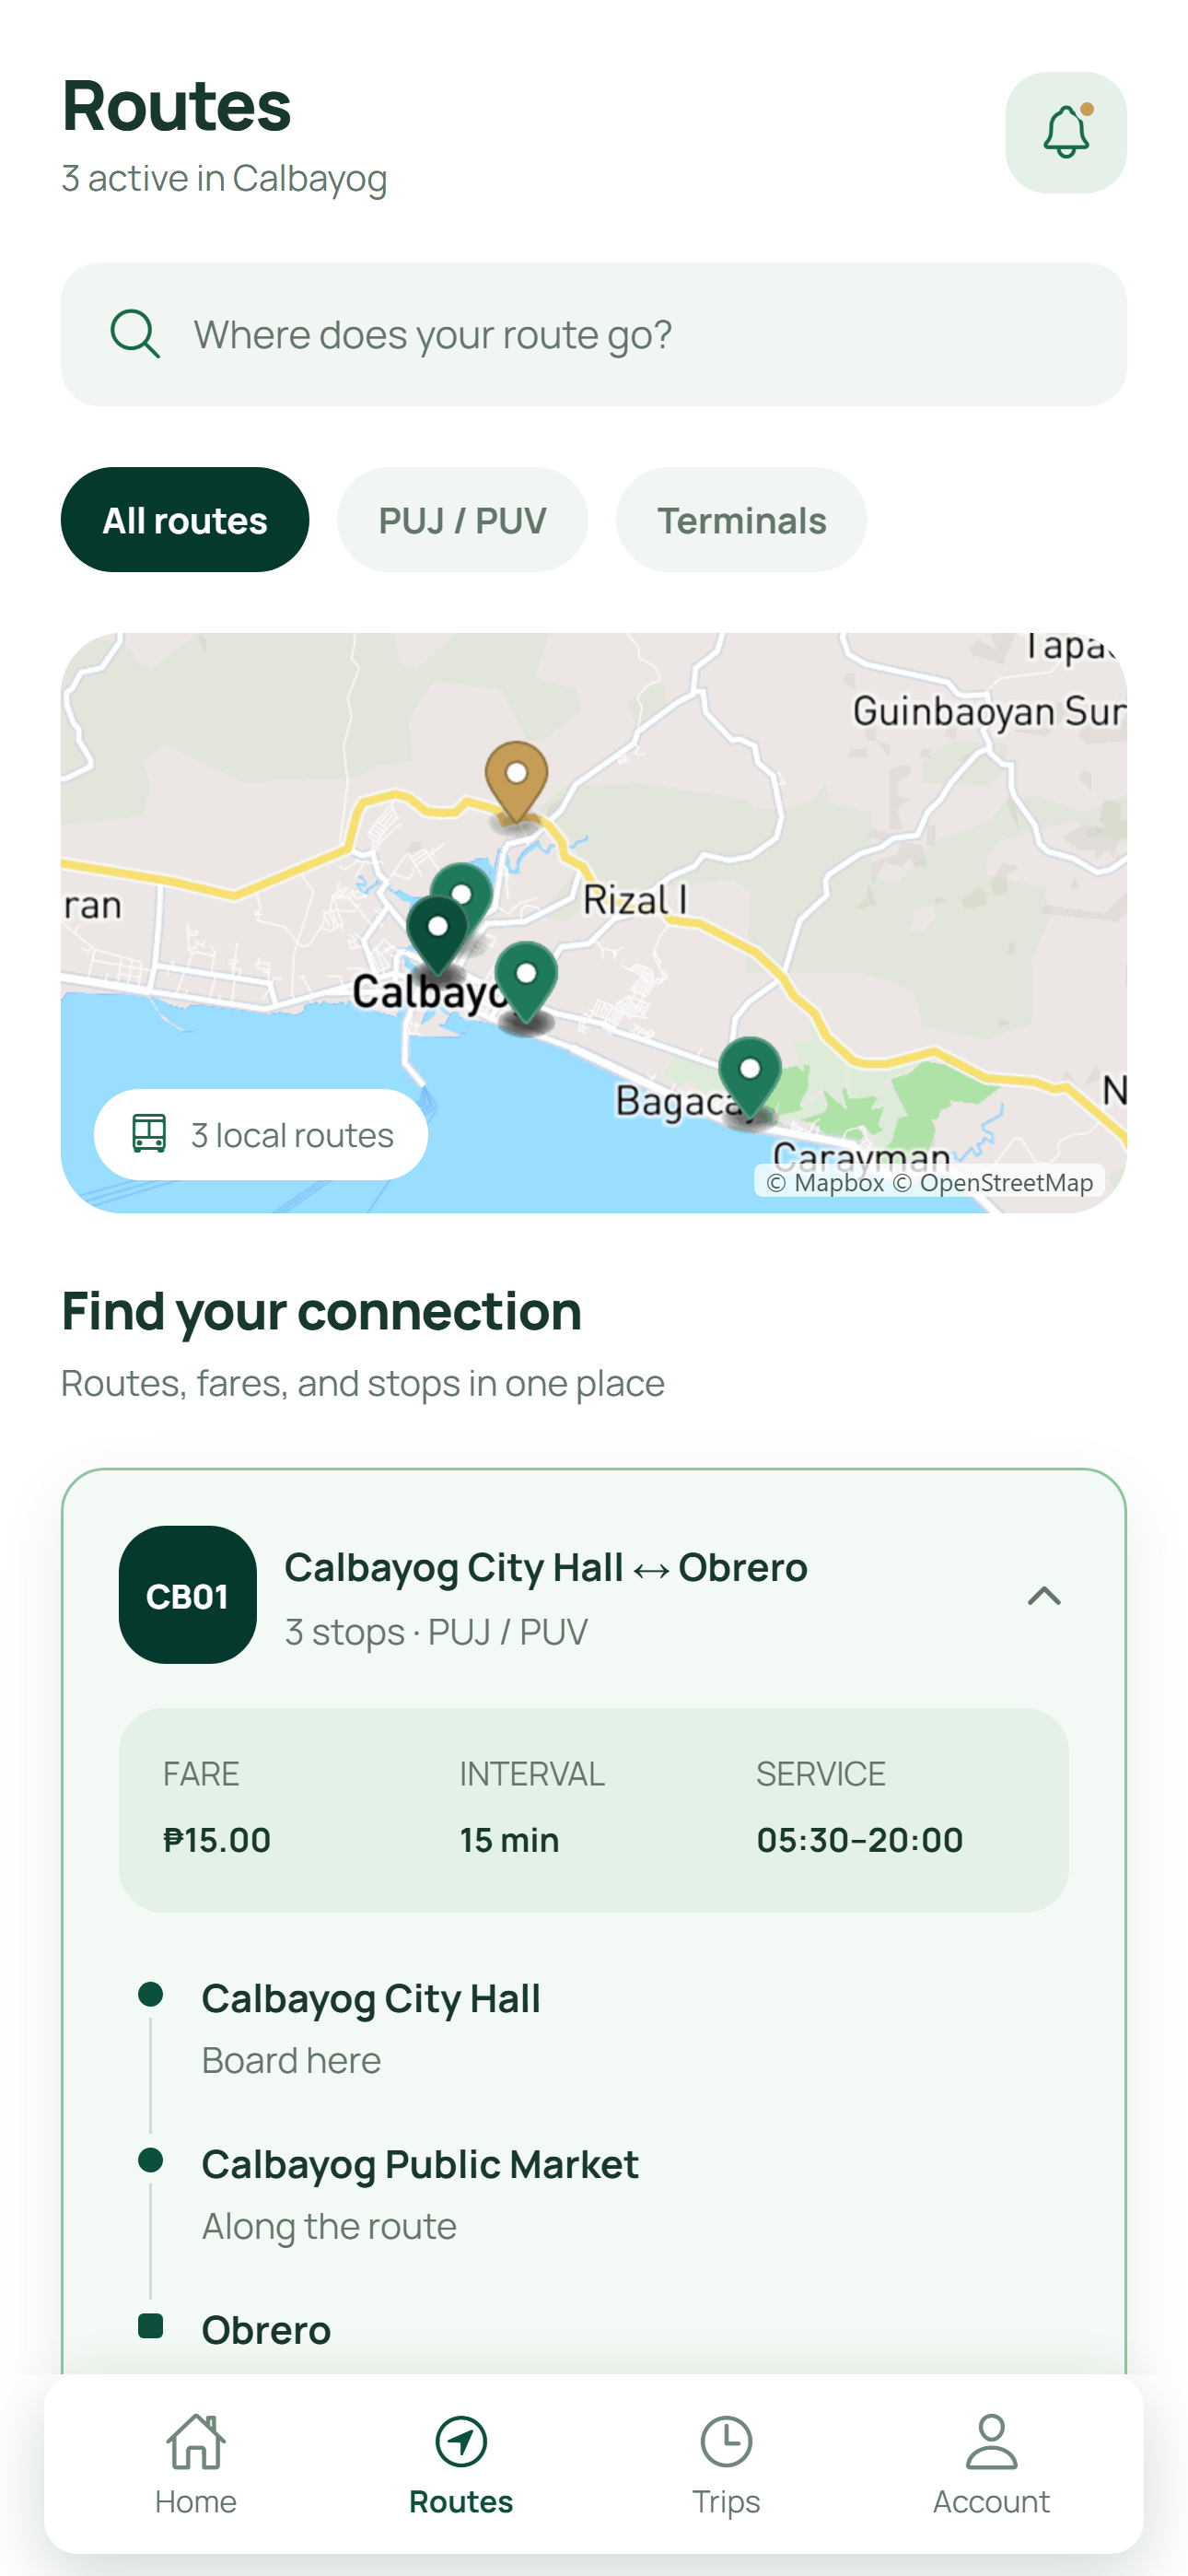 Routes
3 active in Calbayog
Where does your route go?
All routes
PUJ / PUV
Terminals
Guinbaoyan Sur
ran
Rizal I
Calbayo
Bagaca
Carayman
N
3 local routes
© Mapbox © OpenStreetMap
Find your connection
Routes, fares, and stops in one place
CB01
Calbayog City Hall ↔ Obrero
3 stops · PUJ / PUV
FARE
INTERVAL
SERVICE
₱15.00
15 min
05:30–20:00
Calbayog City Hall
Board here
Calbayog Public Market
Along the route
Obrero
Home
Routes
Trips
Account